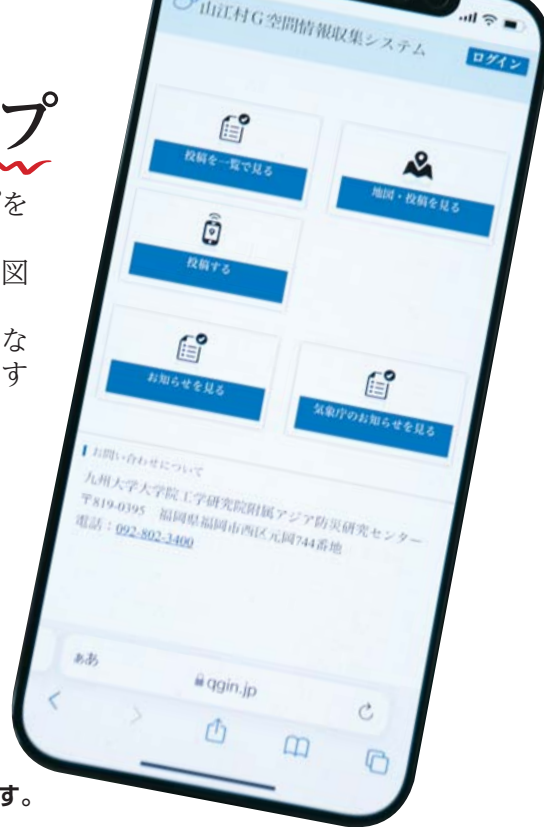 プ
を
図
な
す
山江村G空間情報収集システム
ログイン
投稿を一覧で見る
地図・投稿を見る
投稿する
お知らせを見る
気象庁のお知らせを見る
お問い合わせについて
九州大学大学院工学研究院附属アジア防災研究センター
〒819-0395 福岡県福岡市西区元岡744番地
電話：092-802-3400
ぁあ
qgin.jp
す。